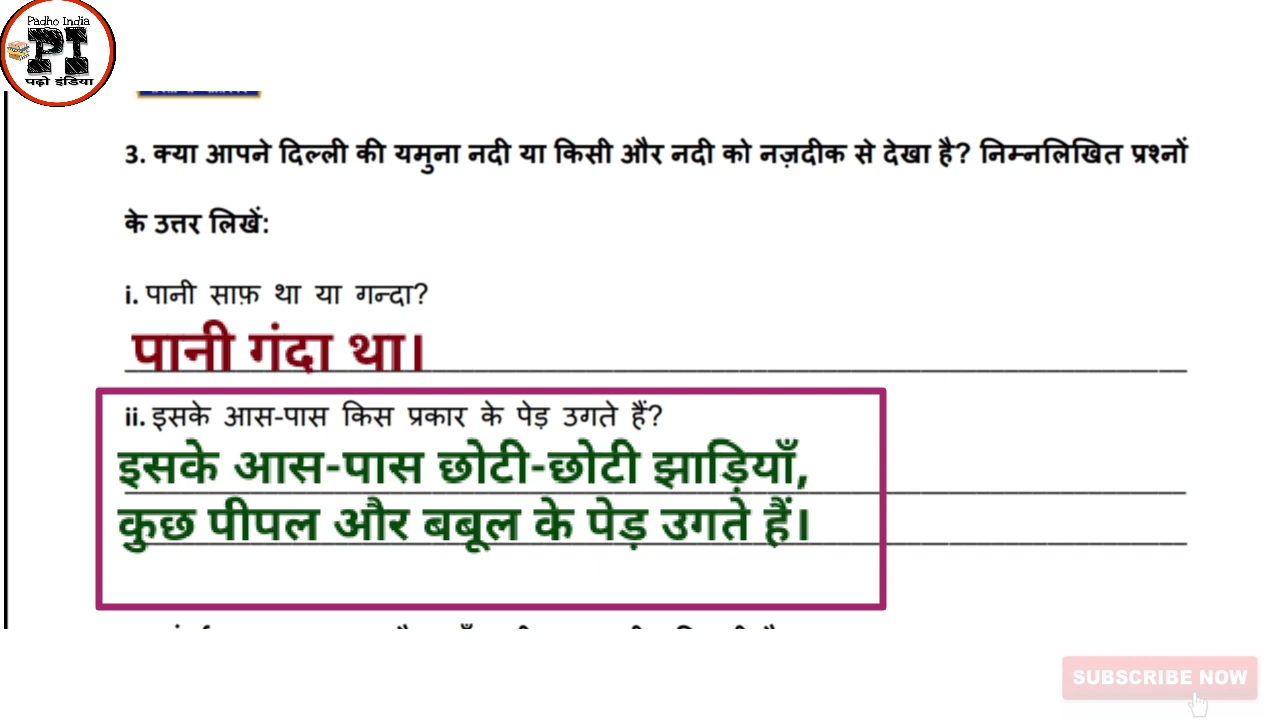 Padho India
PI
पढ़ो इंडिया
3. क्या आपने दिल्ली की यमुना नदी या किसी और नदी को नज़दीक से देखा है? निम्नलिखित प्रश्नों
के उत्तर लिखें:
i. पानी साफ़ था या गन्दा?
पानी गंदा था।
ii. इसके आस-पास किस प्रकार के पेड़ उगते हैं?
इसके आस-पास छोटी-छोटी झाड़ियाँ,
कुछ पीपल और बबूल के पेड़ उगते हैं।
SUBSCRIBE NOW